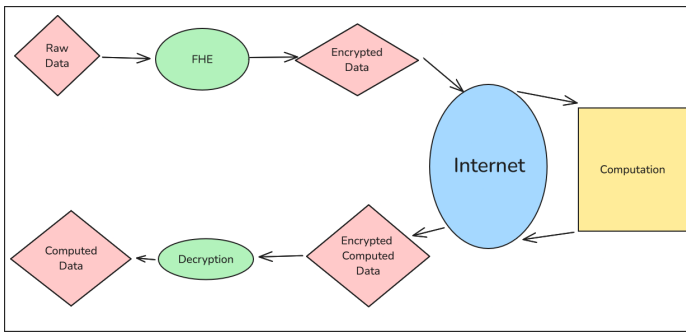 Raw
Data
FHE
Encrypted
Data
Internet
Computation
Encrypted
Computed
Data
Decryption
Computed
Data